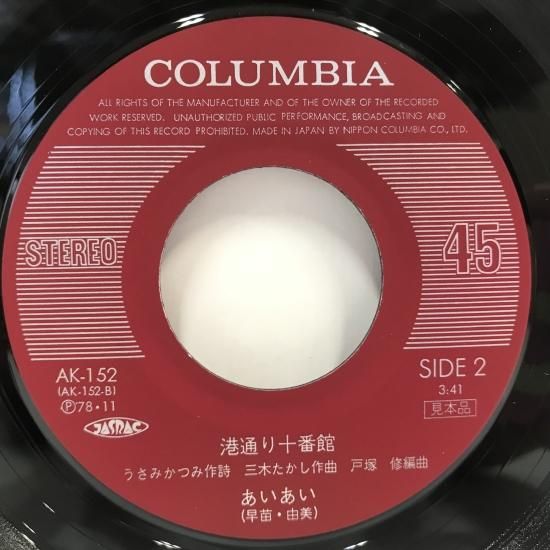 COLUMBIA
ALL RIGHTS OF THE MANUFACTURER AND OF THE OWNER OF THE RECORDED
WORK RESERVED. UNAUTHORIZED PUBLIC PERFORMANCE, BROADCASTING AND
COPYING OF THIS RECORD PROHIBITED. MADE IN JAPAN BY NIPPON COLUMBIA CO., LTD.
STEREO
45
AK-152
(AK-152-B)
Ⓟ78・11
JASRAC
SIDE 2
3:41
見本品
港通り十番館
うさみかつみ作詩 三木たかし作曲 戸塚 修編曲
あいあい
(早苗・由美)